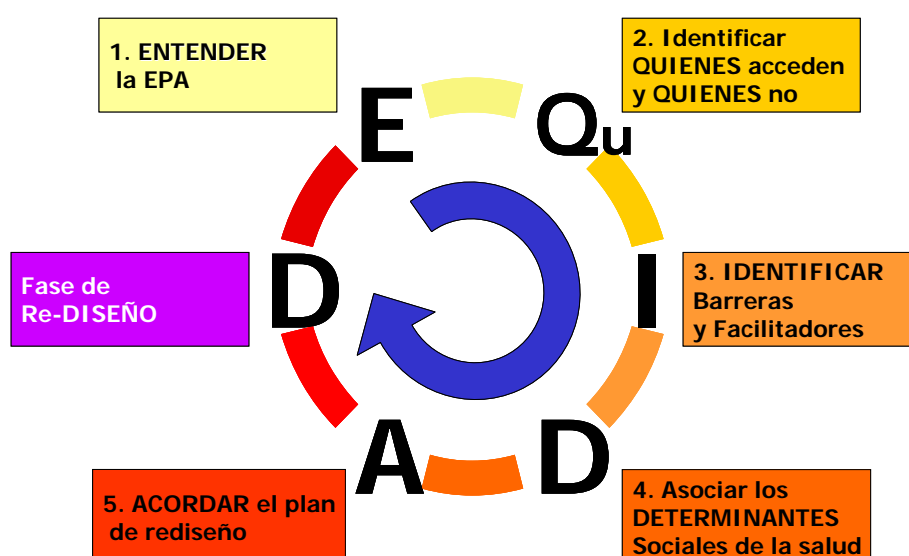 1. ENTENDER
la EPA
2. Identificar
QUIENES acceden
y QUIENES no
E
Qu
Fase de
Re-DISEÑO
D
I
3. IDENTIFICAR
Barreras
y Facilitadores
A
D
5. ACORDAR el plan
de rediseño
4. Asociar los
DETERMINANTES
Sociales de la salud